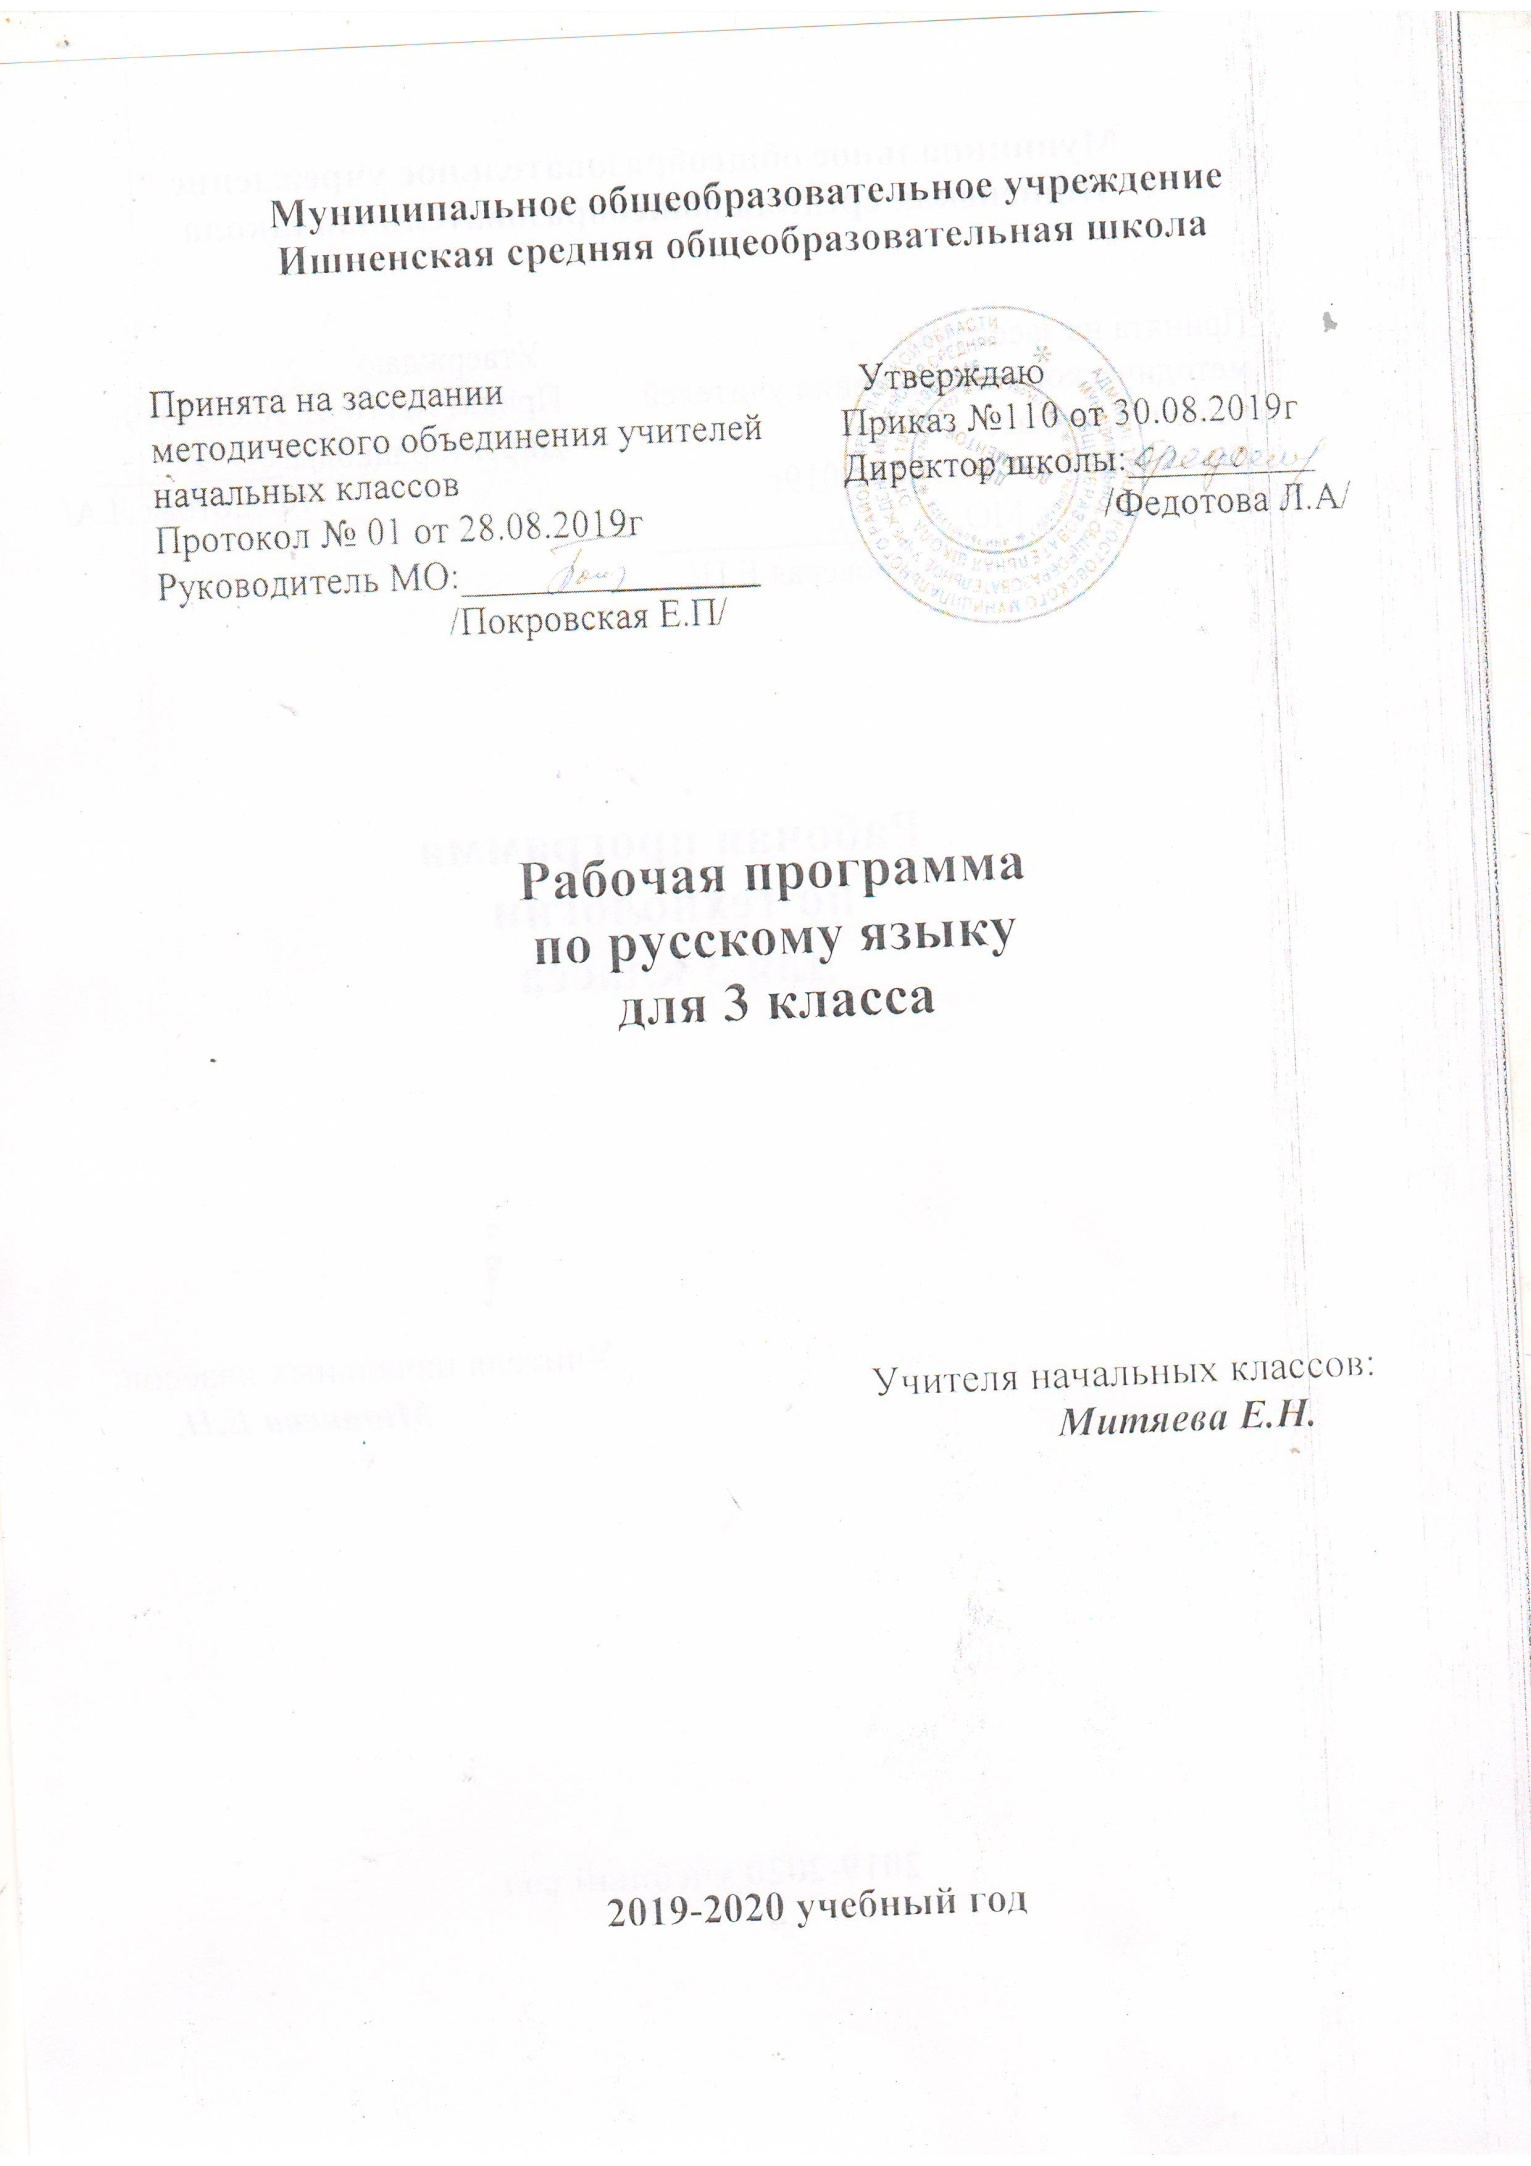 Муниципальное общеобразовательное учреждение
Ишненская средняя общеобразовательная школа
Принята на заседании
методического объединения учителей
начальных классов
Протокол № 01 от 28.08.2019г
Руководитель МО:
/Покровская Е.П/
Утверждаю
Приказ №110 от 30.08.2019г
Директор школы:
/Федотова Л.А/
Рабочая программа
по русскому языку
для 3 класса
Учителя начальных классов:
Митяева Е.Н.
2019-2020 учебный год